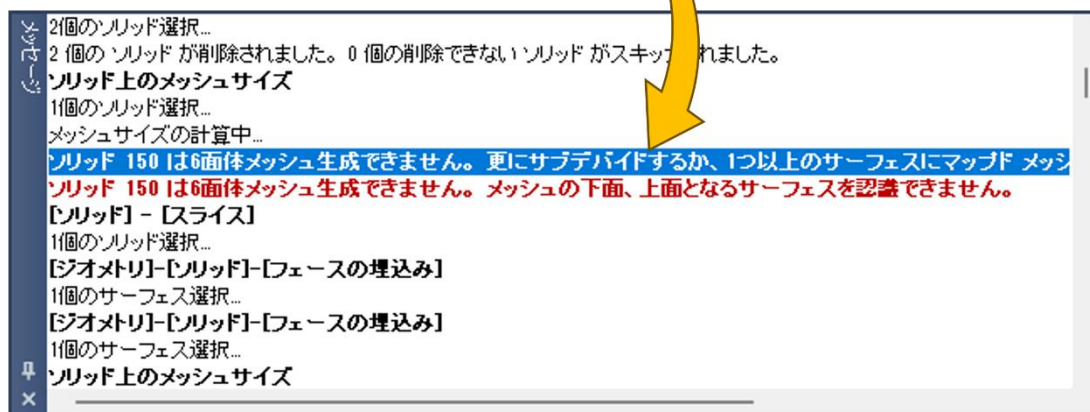 メッセージ
2個のソリッド選択...
2 個の ソリッド が削除されました。0 個の削除できない ソリッド がスキップ れました。
ソリッド上のメッシュサイズ
1個のソリッド選択...
メッシュサイズの計算中...
ソリッド 150 は6面体メッシュ生成できません。更にサブデバイドするか、1つ以上のサーフェスにマップド メッシ
ソリッド 150 は6面体メッシュ生成できません。メッシュの下面、上面となるサーフェスを認識できません。
[ソリッド] - [スライス]
1個のソリッド選択...
[ジオメトリ]-[ソリッド]-[フェースの埋込み]
1個のサーフェス選択...
[ジオメトリ]-[ソリッド]-[フェースの埋込み]
1個のサーフェス選択...
ソリッド上のメッシュサイズ